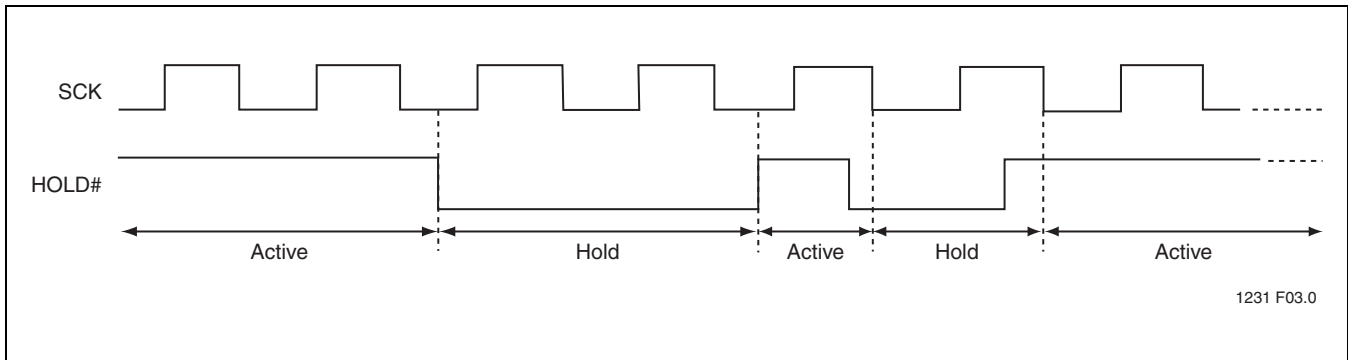 SCK
HOLD#
Active Hold Active Hold Active
1231 F03.0